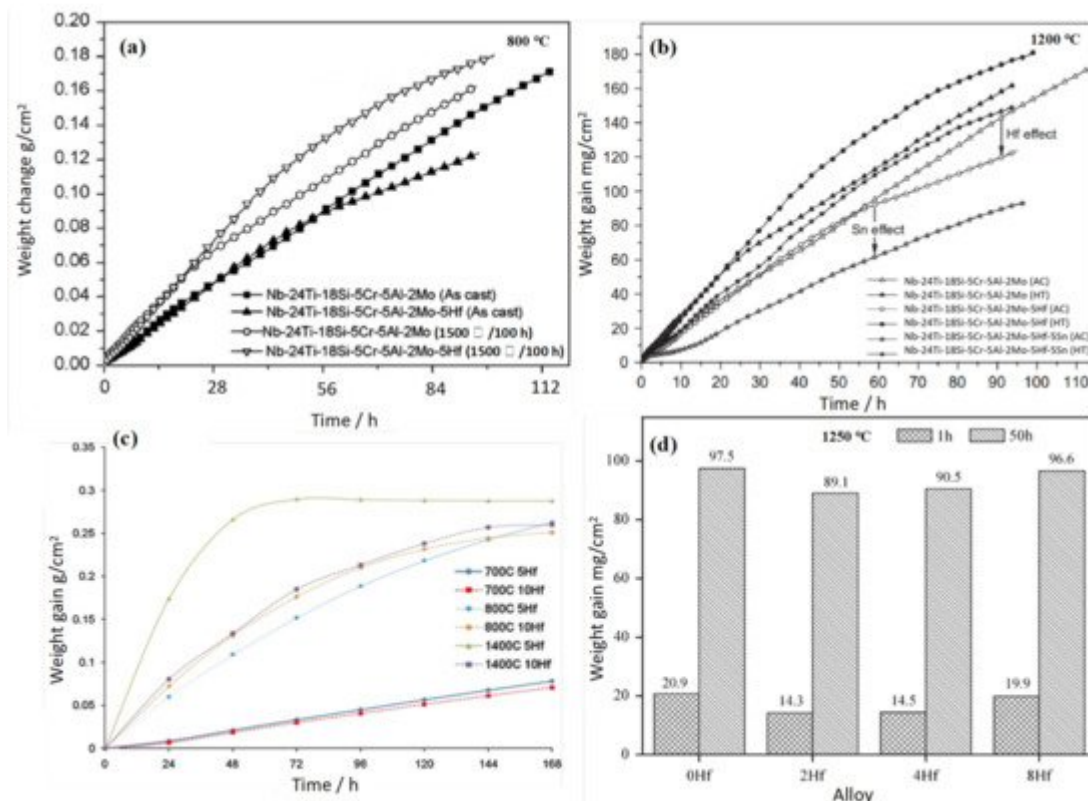 (a)
800 °C
Weight change g/cm²
0.20
0.18
0.16
0.14
0.12
0.10
0.08
0.06
0.04
0.02
0.00
Nb-24Ti-18Si-5Cr-5Al-2Mo (As cast)
Nb-24Ti-18Si-5Cr-5Al-2Mo-5Hf (As cast)
Nb-24Ti-18Si-5Cr-5Al-2Mo (1500 □ /100 h)
Nb-24Ti-18Si-5Cr-5Al-2Mo-5Hf (1500 □ /100 h)
0 28 56 84 112
Time / h
(b)
1200 °C
Weight gain mg/cm²
200
180
160
140
120
100
80
60
40
20
0
Hf effect
Sn effect
Nb-24Ti-18Si-5Cr-5Al-2Mo (AC)
Nb-24Ti-18Si-5Cr-5Al-2Mo (HT)
Nb-24Ti-18Si-5Cr-5Al-2Mo-5Hf (AC)
Nb-24Ti-18Si-5Cr-5Al-2Mo-5Hf (HT)
Nb-24Ti-18Si-5Cr-5Al-2Mo-5Hf-5Sn (AC)
Nb-24Ti-18Si-5Cr-5Al-2Mo-5Hf-5Sn (HT)
0 10 20 30 40 50 60 70 80 90 100 110
Time / h
(c)
Weight gain g/cm²
0.35
0.3
0.25
0.2
0.15
0.1
0.05
0
700C 5Hf
700C 10Hf
800C 5Hf
800C 10Hf
1400C 5Hf
1400C 10Hf
0 24 48 72 96 120 144 168
Time / h
(d)
1250 °C
1h
50h
Weight gain mg/cm²
100
80
60
40
20
0
97.5
89.1
90.5
96.6
20.9
14.3
14.5
19.9
0Hf 2Hf 4Hf 8Hf
Alloy